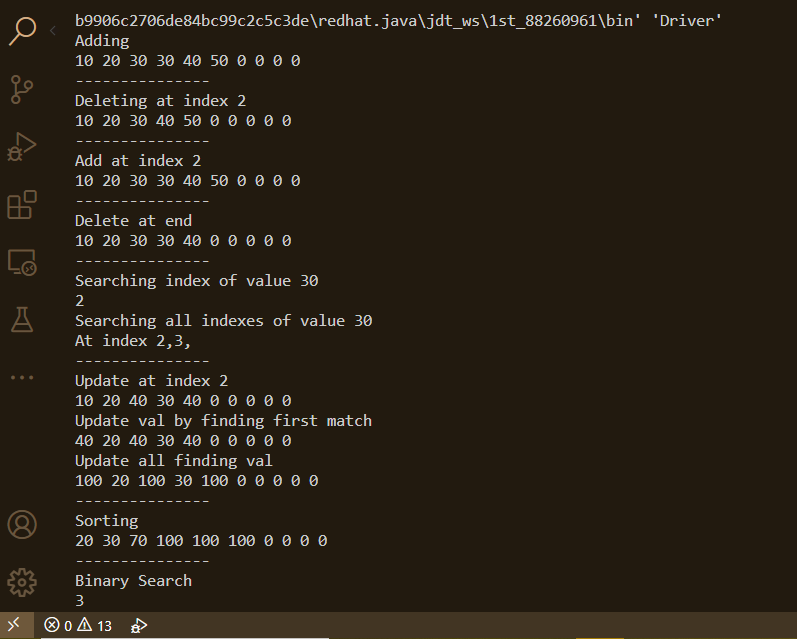 b9906c2706de84bc99c2c5c3de\redhat.java\jdt_ws\1st_88260961\bin' 'Driver'
Adding
10 20 30 30 40 50 0 0 0 0
---------------
Deleting at index 2
10 20 30 40 50 0 0 0 0 0
---------------
Add at index 2
10 20 30 30 40 50 0 0 0 0
---------------
Delete at end
10 20 30 30 40 0 0 0 0 0
---------------
Searching index of value 30
2
Searching all indexes of value 30
At index 2,3,
---------------
Update at index 2
10 20 40 30 40 0 0 0 0 0
Update val by finding first match
40 20 40 30 40 0 0 0 0 0
Update all finding val
100 20 100 30 100 0 0 0 0 0
---------------
Sorting
20 30 70 100 100 100 0 0 0 0
---------------
Binary Search
3
0 13